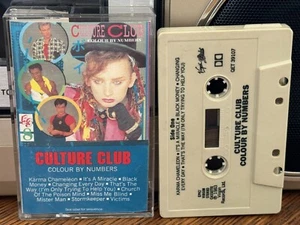 CULTURE CLUB
COLOUR BY NUMBERS
CULTURE CLUB
COLOUR BY NUMBERS
Karma Chameleon • It's A Miracle • Black
Money • Changing Every Day • That's The
Way (I'm Only Trying To Help You) • Church
Of The Poison Mind • Miss Me Blind •
Mister Man • Stormkeeper • Victims
Side One
KARMA CHAMELEON • IT'S A MIRACLE • BLACK MONEY • CHANGING
EVERY DAY • THAT'S THE WAY (I'M ONLY TRYING TO HELP YOU)
CULTURE CLUB
COLOUR BY NUMBERS
QET 39107